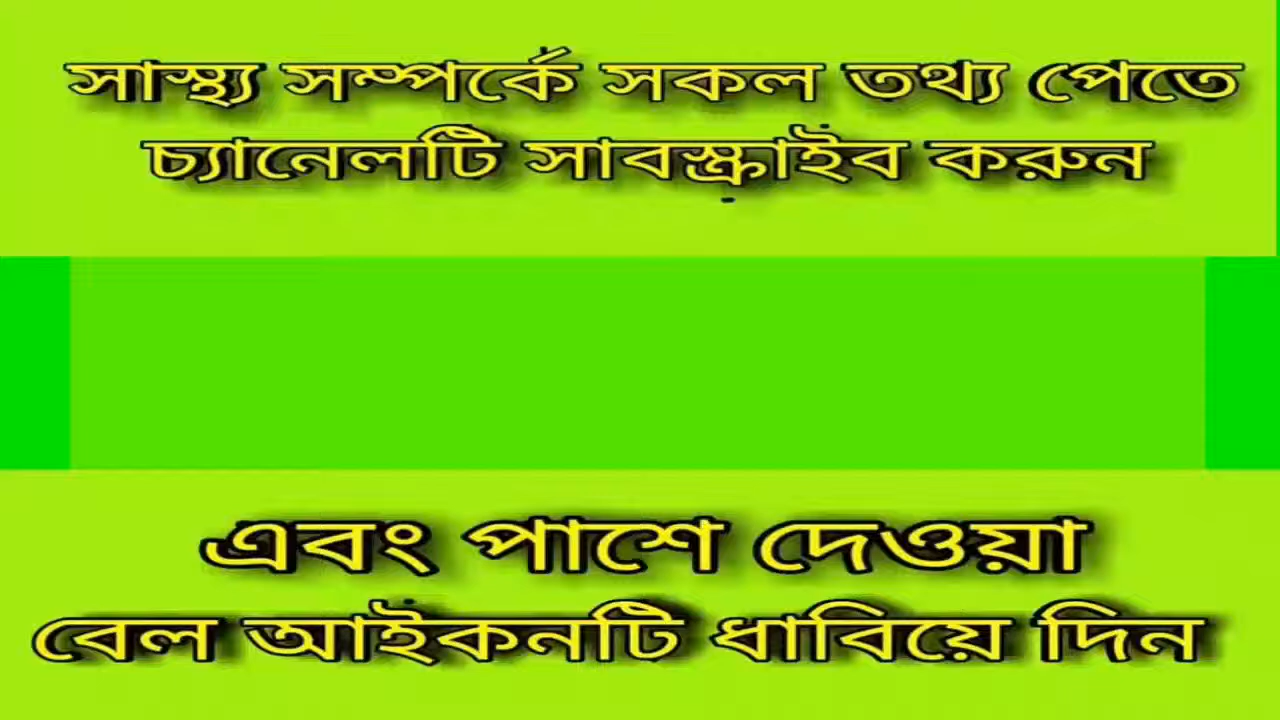 সাস্থ্য সম্পর্কে সকল তথ্য পেতে
চ্যানেলটি সাবস্ক্রাইব করুন
এবং পাশে দেওয়া
বেল আইকনটি ধাবিয়ে দিন